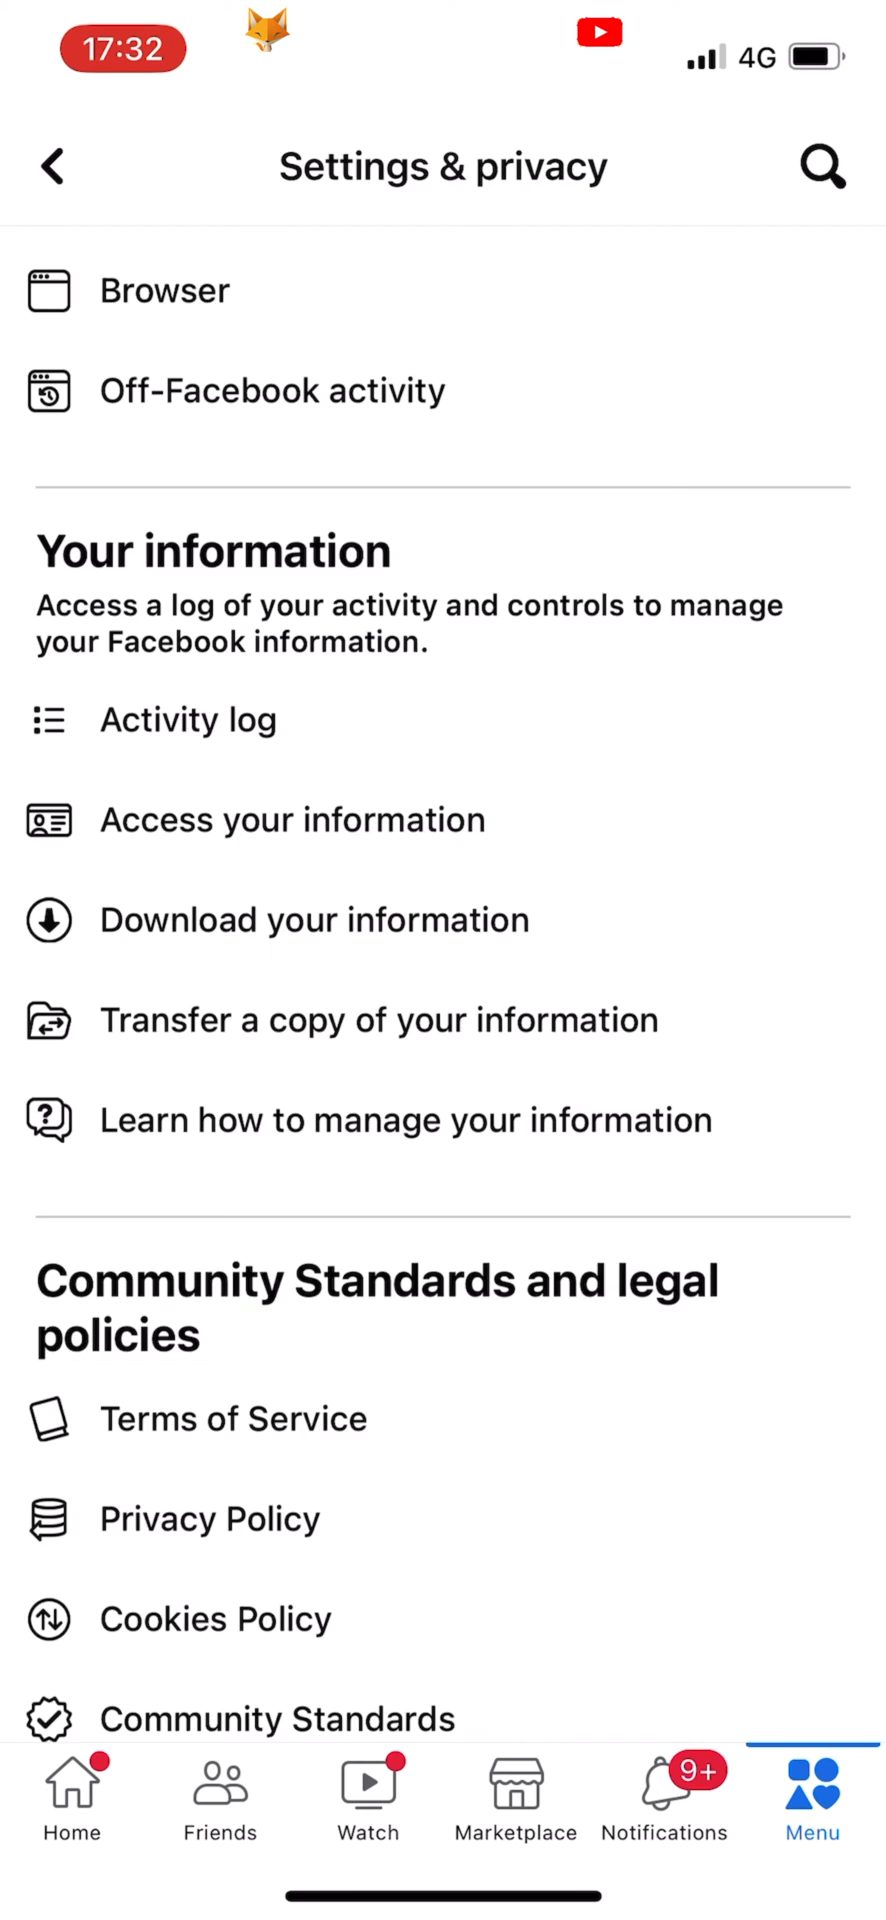 17:32
4G
Settings & privacy
Browser
Off-Facebook activity
Your information
Access a log of your activity and controls to manage
your Facebook information.
Activity log
Access your information
Download your information
Transfer a copy of your information
Learn how to manage your information
Community Standards and legal
policies
Terms of Service
Privacy Policy
Cookies Policy
Community Standards
9+
Home Friends Watch Marketplace Notifications Menu